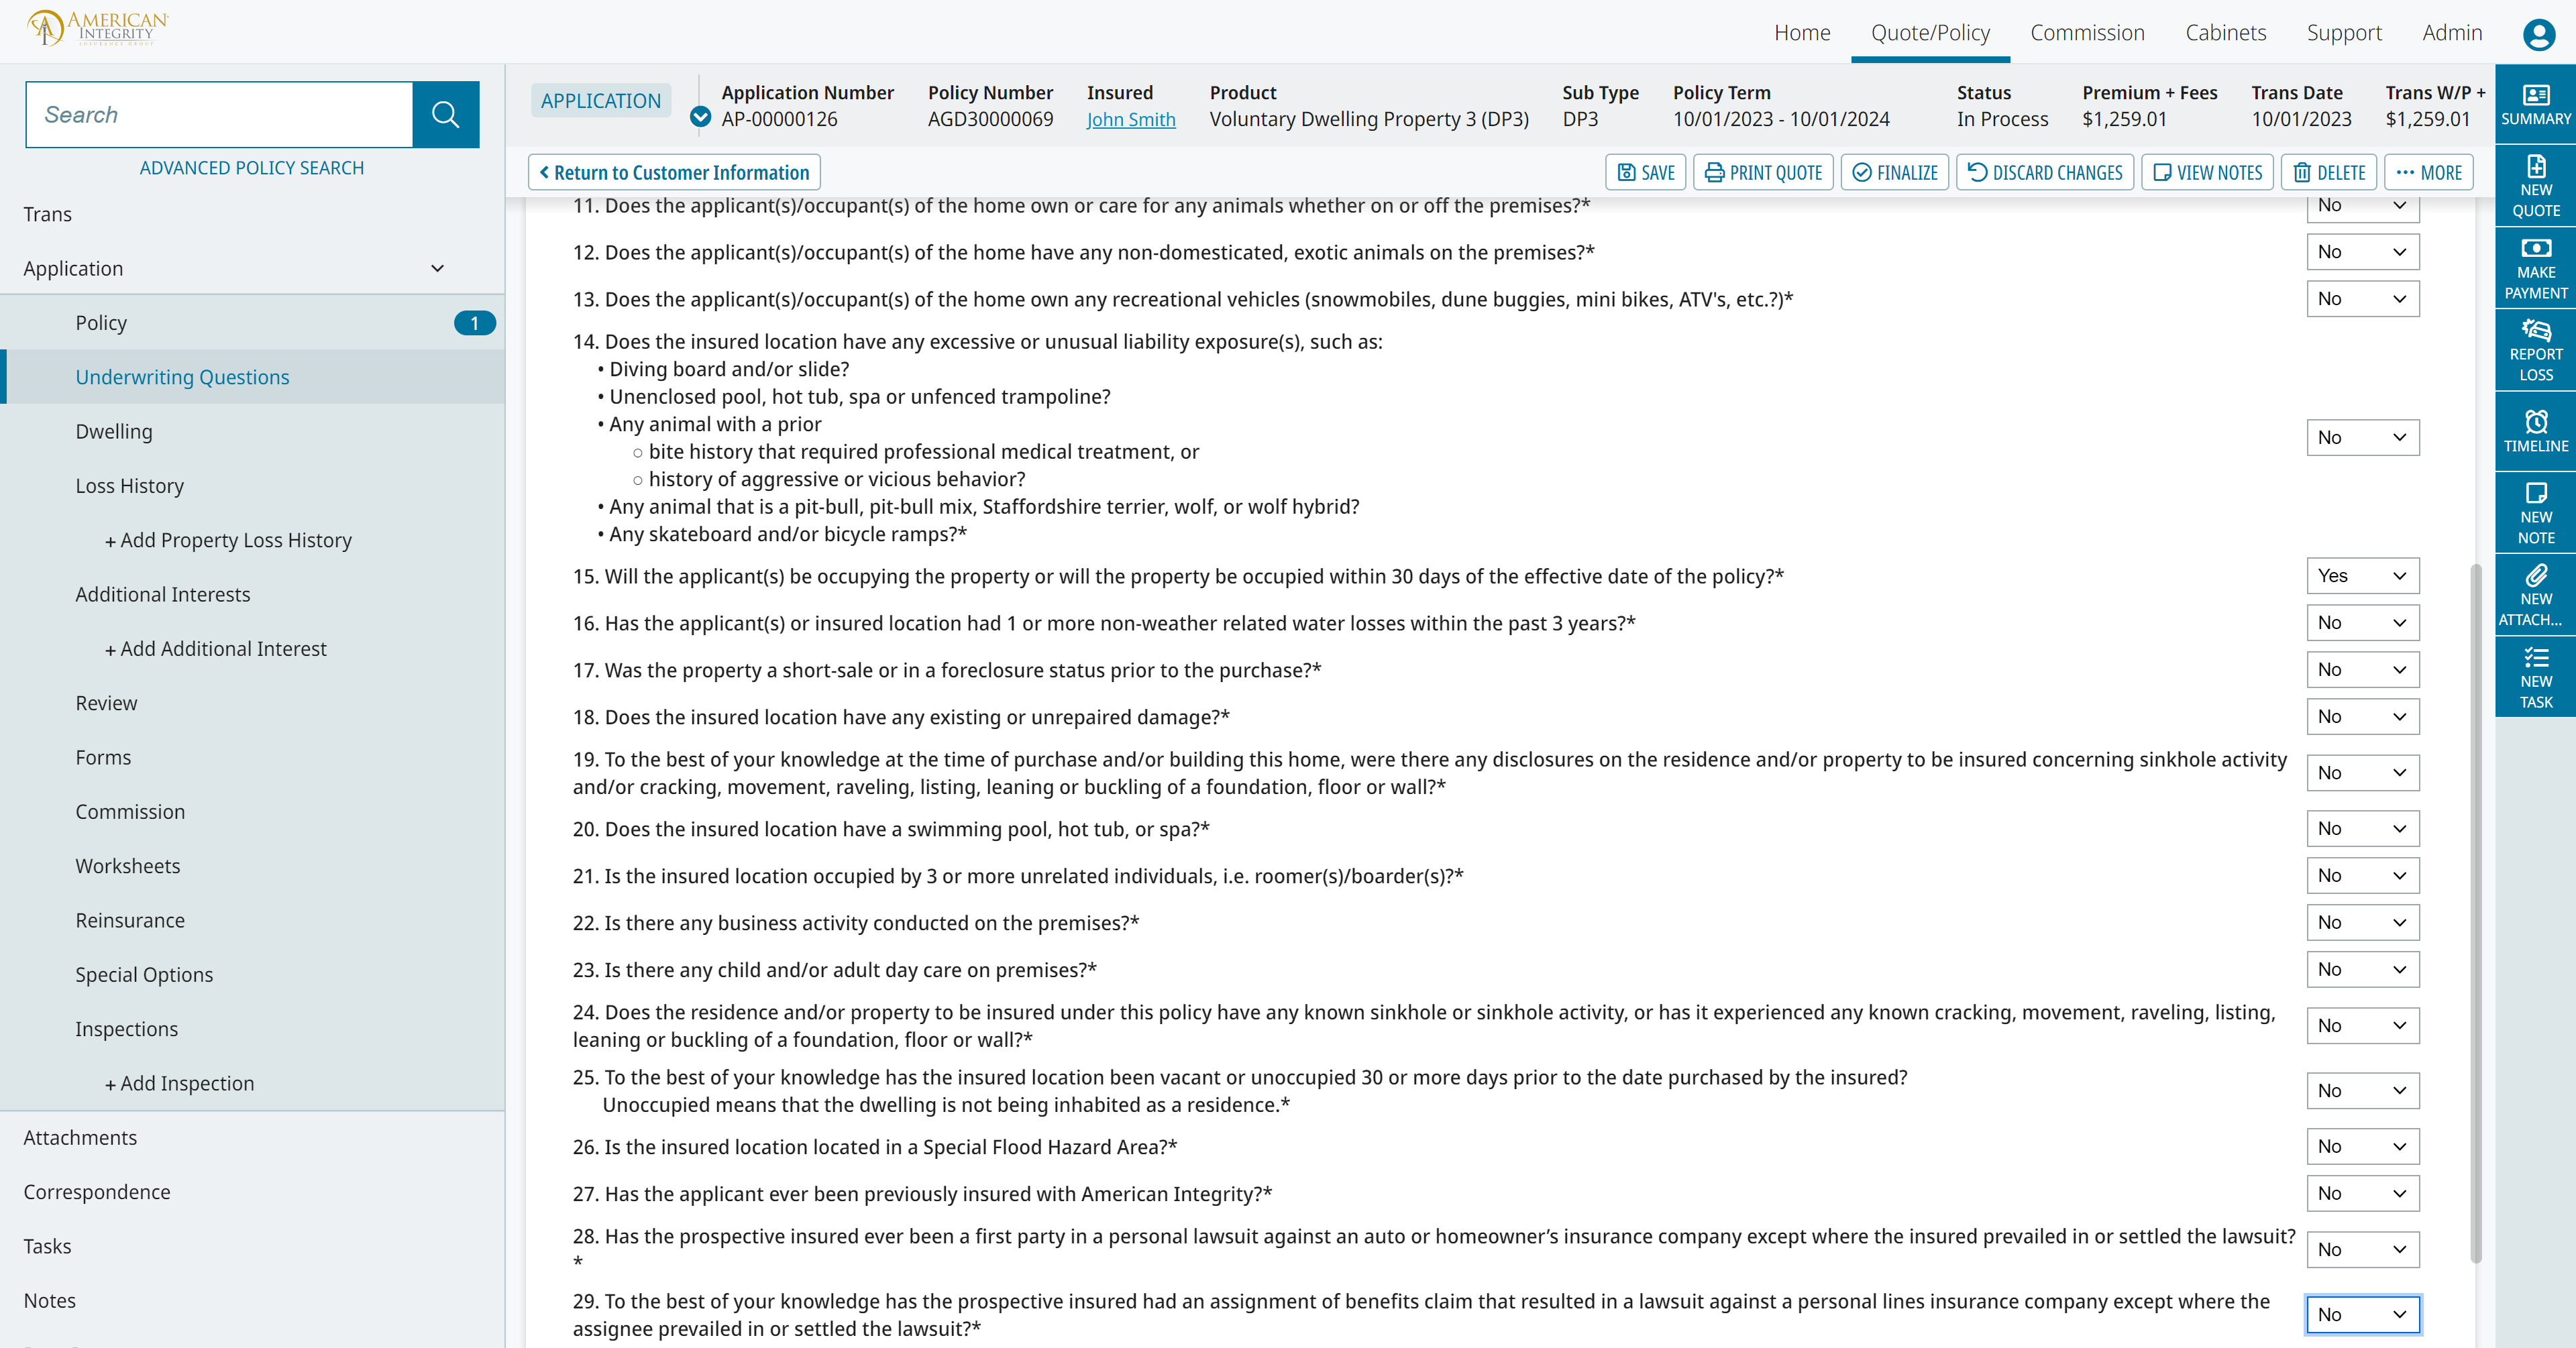 AMERICAN
INTEGRITY
INSURANCE GROUP
Home
Quote/Policy
Commission
Cabinets
Support
Admin
Search
ADVANCED POLICY SEARCH
Trans
Application
Policy
1
Underwriting Questions
Dwelling
Loss History
+ Add Property Loss History
Additional Interests
+ Add Additional Interest
Review
Forms
Commission
Worksheets
Reinsurance
Special Options
Inspections
+ Add Inspection
Attachments
Correspondence
Tasks
Notes
APPLICATION
Application Number
AP-00000126
Policy Number
AGD30000069
Insured
John Smith
Product
Voluntary Dwelling Property 3 (DP3)
Sub Type
DP3
Policy Term
10/01/2023 - 10/01/2024
Status
In Process
Premium + Fees
$1,259.01
Trans Date
10/01/2023
Trans W/P +
$1,259.01
Return to Customer Information
SAVE
PRINT QUOTE
FINALIZE
DISCARD CHANGES
VIEW NOTES
DELETE
MORE
11. Does the applicant(s)/occupant(s) of the home own or care for any animals whether on or off the premises?*
No
12. Does the applicant(s)/occupant(s) of the home have any non-domesticated, exotic animals on the premises?*
No
13. Does the applicant(s)/occupant(s) of the home own any recreational vehicles (snowmobiles, dune buggies, mini bikes, ATV's, etc.?)*
No
14. Does the insured location have any excessive or unusual liability exposure(s), such as:
• Diving board and/or slide?
• Unenclosed pool, hot tub, spa or unfenced trampoline?
• Any animal with a prior
○ bite history that required professional medical treatment, or
○ history of aggressive or vicious behavior?
• Any animal that is a pit-bull, pit-bull mix, Staffordshire terrier, wolf, or wolf hybrid?
• Any skateboard and/or bicycle ramps?*
No
15. Will the applicant(s) be occupying the property or will the property be occupied within 30 days of the effective date of the policy?*
Yes
16. Has the applicant(s) or insured location had 1 or more non-weather related water losses within the past 3 years?*
No
17. Was the property a short-sale or in a foreclosure status prior to the purchase?*
No
18. Does the insured location have any existing or unrepaired damage?*
No
19. To the best of your knowledge at the time of purchase and/or building this home, were there any disclosures on the residence and/or property to be insured concerning sinkhole activity
and/or cracking, movement, raveling, listing, leaning or buckling of a foundation, floor or wall?*
No
20. Does the insured location have a swimming pool, hot tub, or spa?*
No
21. Is the insured location occupied by 3 or more unrelated individuals, i.e. roomer(s)/boarder(s)?*
No
22. Is there any business activity conducted on the premises?*
No
23. Is there any child and/or adult day care on premises?*
No
24. Does the residence and/or property to be insured under this policy have any known sinkhole or sinkhole activity, or has it experienced any known cracking, movement, raveling, listing,
leaning or buckling of a foundation, floor or wall?*
No
25. To the best of your knowledge has the insured location been vacant or unoccupied 30 or more days prior to the date purchased by the insured?
Unoccupied means that the dwelling is not being inhabited as a residence.*
No
26. Is the insured location located in a Special Flood Hazard Area?*
No
27. Has the applicant ever been previously insured with American Integrity?*
No
28. Has the prospective insured ever been a first party in a personal lawsuit against an auto or homeowner’s insurance company except where the insured prevailed in or settled the lawsuit?
*
No
29. To the best of your knowledge has the prospective insured had an assignment of benefits claim that resulted in a lawsuit against a personal lines insurance company except where the
assignee prevailed in or settled the lawsuit?*
No
SUMMARY
NEW
QUOTE
MAKE
PAYMENT
REPORT
LOSS
TIMELINE
NEW
NOTE
NEW
ATTACH...
NEW
TASK